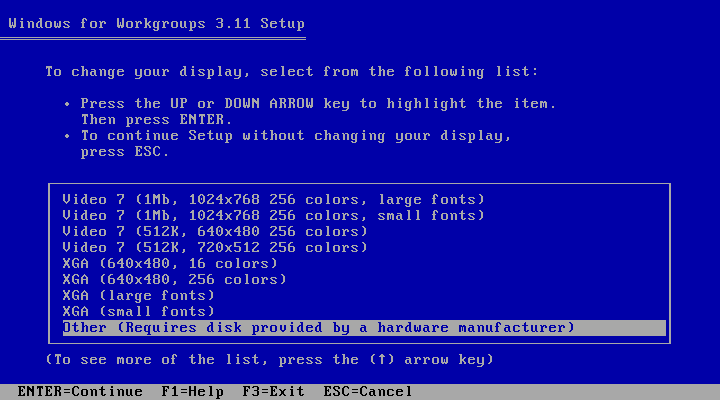 Windows for Workgroups 3.11 Setup
To change your display, select from the following list:
• Press the UP or DOWN ARROW key to highlight the item.
Then press ENTER.
• To continue Setup without changing your display,
press ESC.
Video 7 (1Mb, 1024x768 256 colors, large fonts)
Video 7 (1Mb, 1024x768 256 colors, small fonts)
Video 7 (512K, 640x480 256 colors)
Video 7 (512K, 720x512 256 colors)
XGA (640x480, 16 colors)
XGA (640x480, 256 colors)
XGA (large fonts)
XGA (small fonts)
Other (Requires disk provided by a hardware manufacturer)
(To see more of the list, press the (↑) arrow key)
ENTER=Continue  F1=Help  F3=Exit  ESC=Cancel